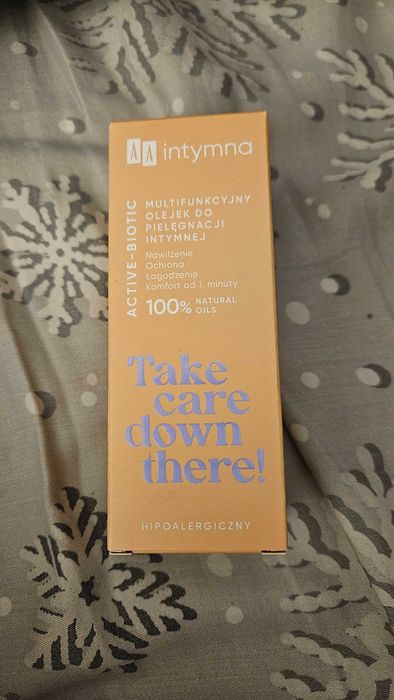 AA intymna
ACTIVE-BIOTIC
MULTIFUNKCYJNY
OLEJEK DO
PIELĘGNACJI
INTYMNEJ
Nawilżenie
Ochrona
Łagodzenie
Komfort od 1. minuty
100% NATURAL
OILS
Take
care
down
there!
HIPOALERGICZNY